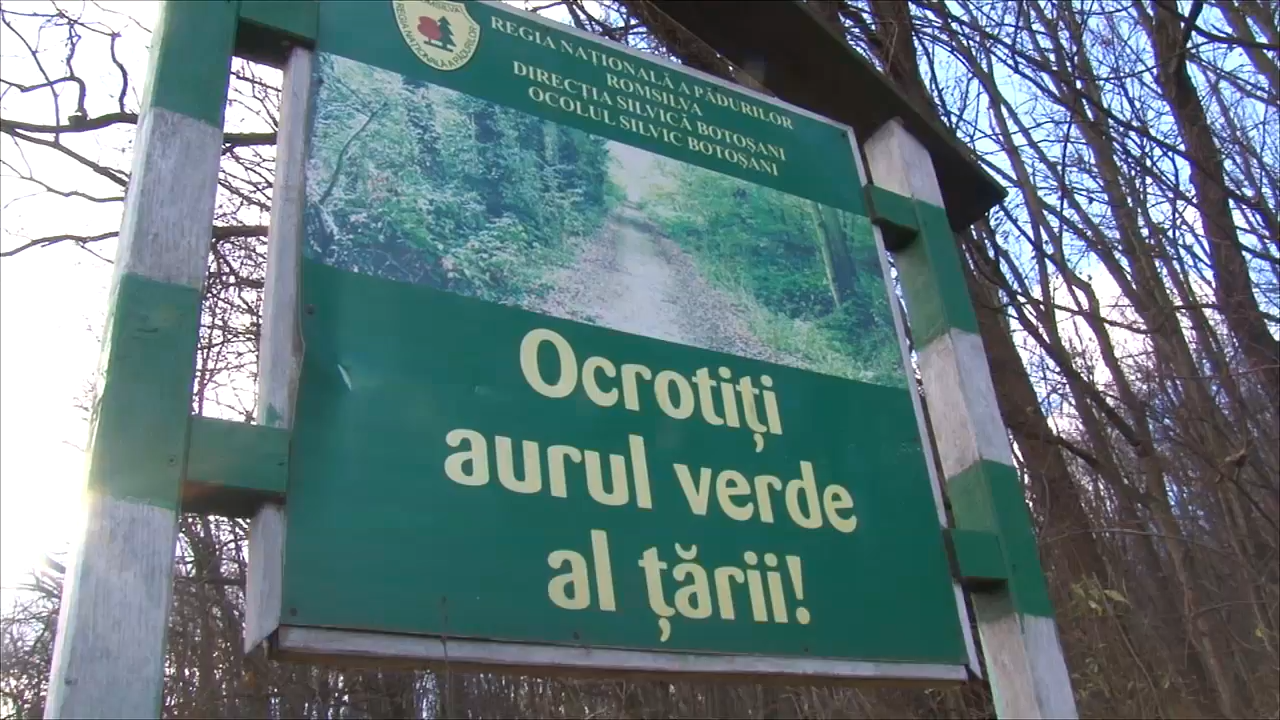 REGIA NAȚIONALĂ A PĂDURILOR
ROMSILVA
DIRECȚIA SILVICĂ BOTOȘANI
OCOLUL SILVIC BOTOȘANI
Ocrotiți
aurul verde
al țării!